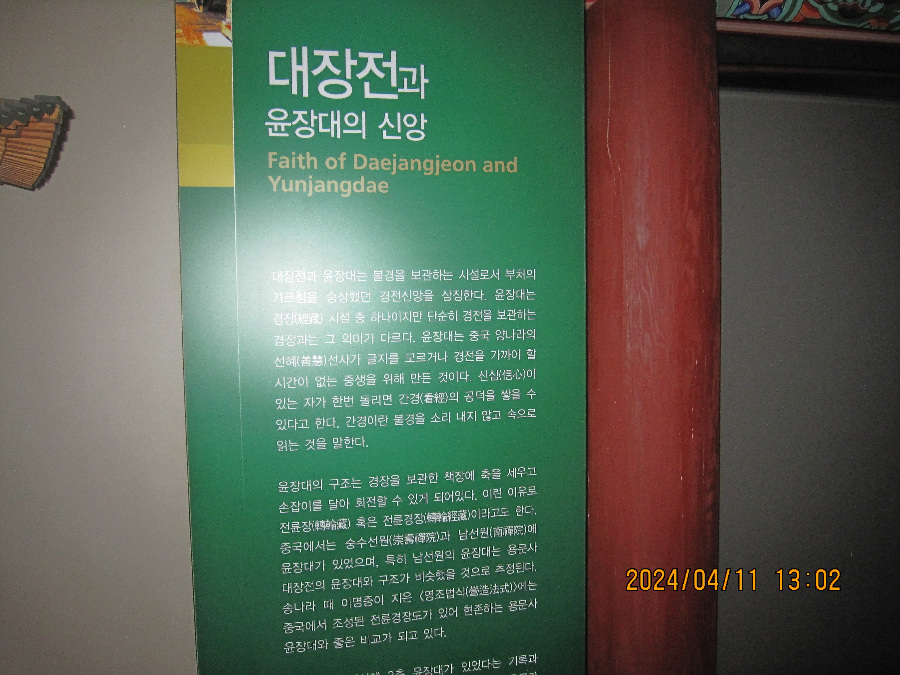 대장전과
윤장대의 신앙
Faith of Daejangjeon and
Yunjangdae
대장전과 윤장대는 불경을 보관하는 시설로서 부처의
가르침을 숭상했던 경전신앙을 상징한다. 윤장대는
경장(經藏) 시설 중 하나이지만 단순히 경전을 보관하는
경장과는 그 의미가 다르다. 윤장대는 중국 양나라의
선혜(善慧)선사가 글자를 모르거나 경전을 가까이 할
시간이 없는 중생을 위해 만든 것이다. 신심(信心)이
있는 자가 한번 돌리면 간경(看經)의 공덕을 쌓을 수
있다고 한다. 간경이란 불경을 소리 내지 않고 속으로
읽는 것을 말한다.
윤장대의 구조는 경장을 보관한 책장에 축을 세우고
손잡이를 달아 회전할 수 있게 되어있다. 이런 이유로
전륜장(轉輪藏) 혹은 전륜경장(轉輪經藏)이라고도 한다.
중국에서는 숭수선원(崇壽禪院)과 남선원(南禪院)에
윤장대가 있었으며, 특히 남선원의 윤장대는 용문사
대장전의 윤장대와 구조가 비슷했을 것으로 추정된다.
송나라 때 이명중이 지은 〈영조법식(營造法式)〉에는
중국에서 조성된 전륜경장도가 있어 현존하는 용문사
윤장대와 좋은 비교가 되고 있다.
2층 윤장대가 있었다는 기록과
2024/04/11 13:02